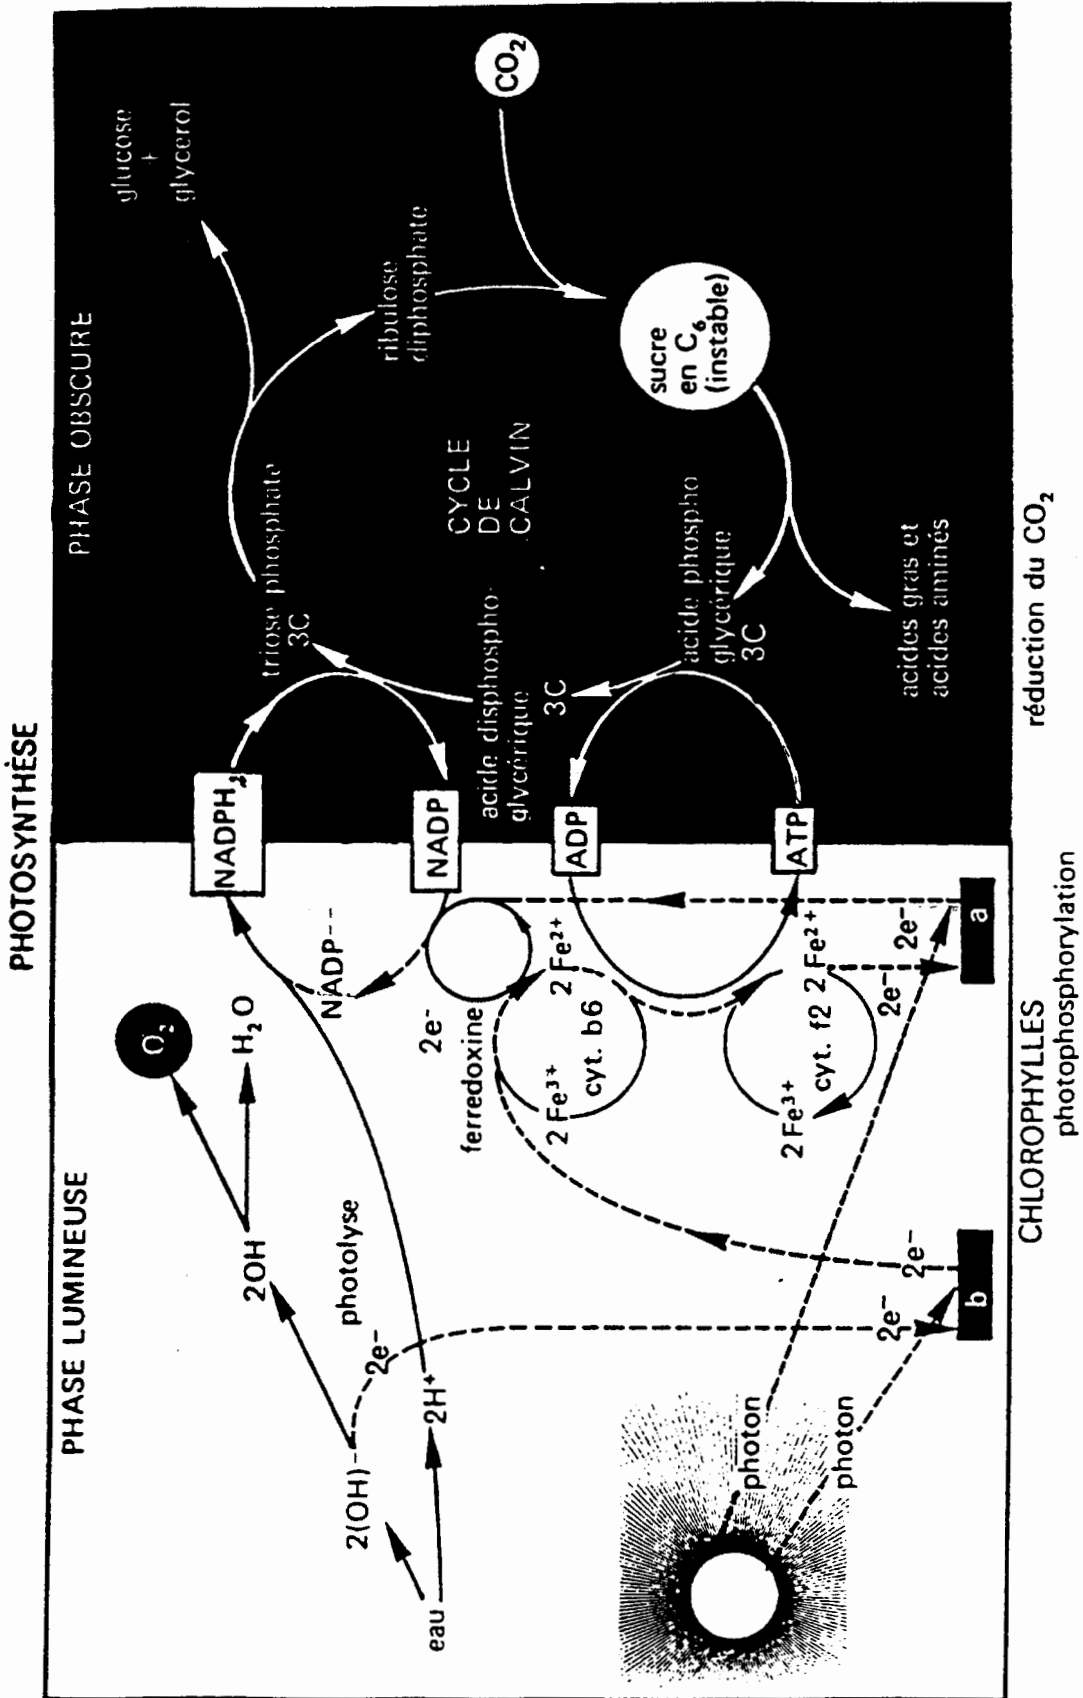 PHOTOSYNTHÈSE
PHASE LUMINEUSE
PHASE OBSCURE
eau
2(OH)-
2H⁺
2e⁻
photolyse
2OH
O₂
H₂O
NADP--
NADPH₂
NADP
2e⁻
ferredoxine
2 Fe³⁺
2 Fe²⁺
cyt. b6
2 Fe³⁺
2 Fe²⁺
cyt. f2
ADP
ATP
photon
photon
2e⁻
2e⁻
2e⁻
2e⁻
b
a
glucose
+
glycerol
triose phosphate
3C
ribulose
diphosphate
CO₂
CYCLE
DE
CALVIN
acide disphospho-
glycérique
3C
sucre
en C₆
(instable)
acide phospho
glycérique
3C
acides gras et
acides aminés
CHLOROPHYLLES
photophosphorylation
réduction du CO₂